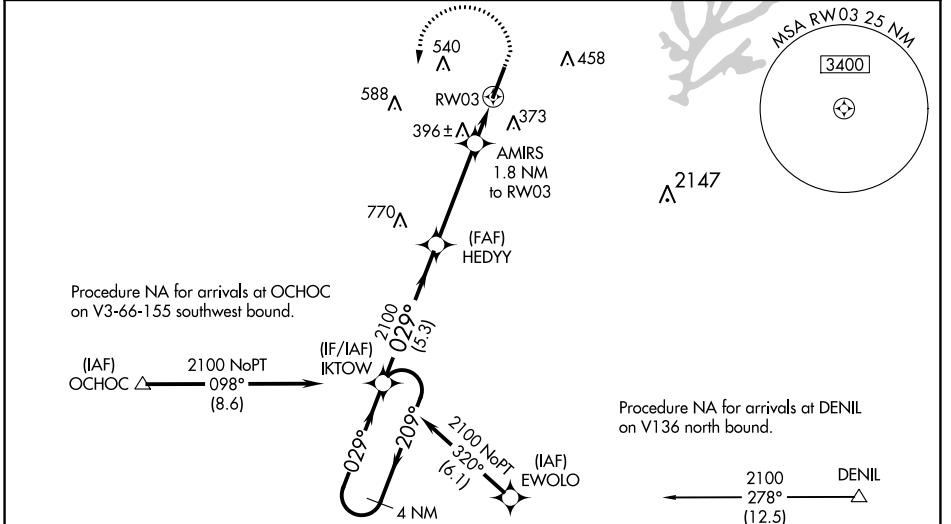 MSA RW03 25 NM
3400
540
458
588
RW03
396±
373
AMIRS
1.8 NM
to RW03
2147
770
(FAF)
HEDYY
Procedure NA for arrivals at OCHOC
on V3-66-155 southwest bound.
2100
029°
(5.3)
(IF/IAF)
IKTOW
(IAF)
OCHOC
2100 NoPT
098°
(8.6)
029°
209°
4 NM
2100 NoPT
320°
(6.1)
(IAF)
EWOLO
Procedure NA for arrivals at DENIL
on V136 north bound.
2100
278°
(12.5)
DENIL